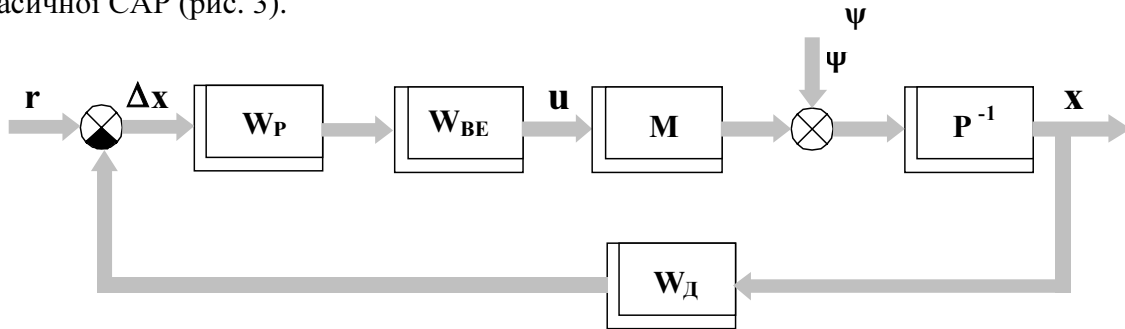 асичної САР (рис. 3).
ψ
ψ
r Δx W_P W_BE u M P⁻¹ x
W_Д